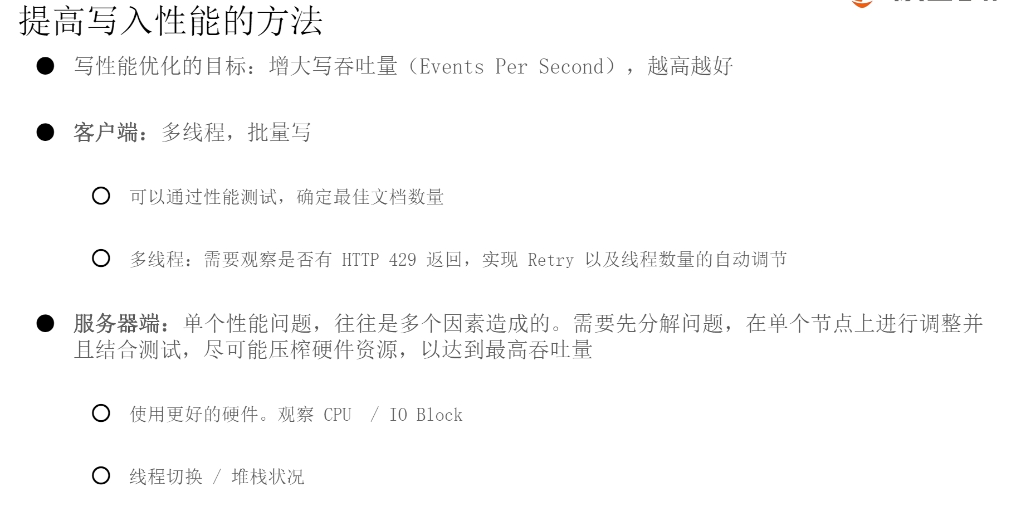 提高写入性能的方法
写性能优化的目标：增大写吞吐量（Events Per Second），越高越好
客户端：多线程，批量写
可以通过性能测试，确定最佳文档数量
多线程：需要观察是否有 HTTP 429 返回，实现 Retry 以及线程数量的自动调节
服务器端：单个性能问题，往往是多个因素造成的。需要先分解问题，在单个节点上进行调整并
且结合测试，尽可能压榨硬件资源，以达到最高吞吐量
使用更好的硬件。观察 CPU / IO Block
线程切换 / 堆栈状况